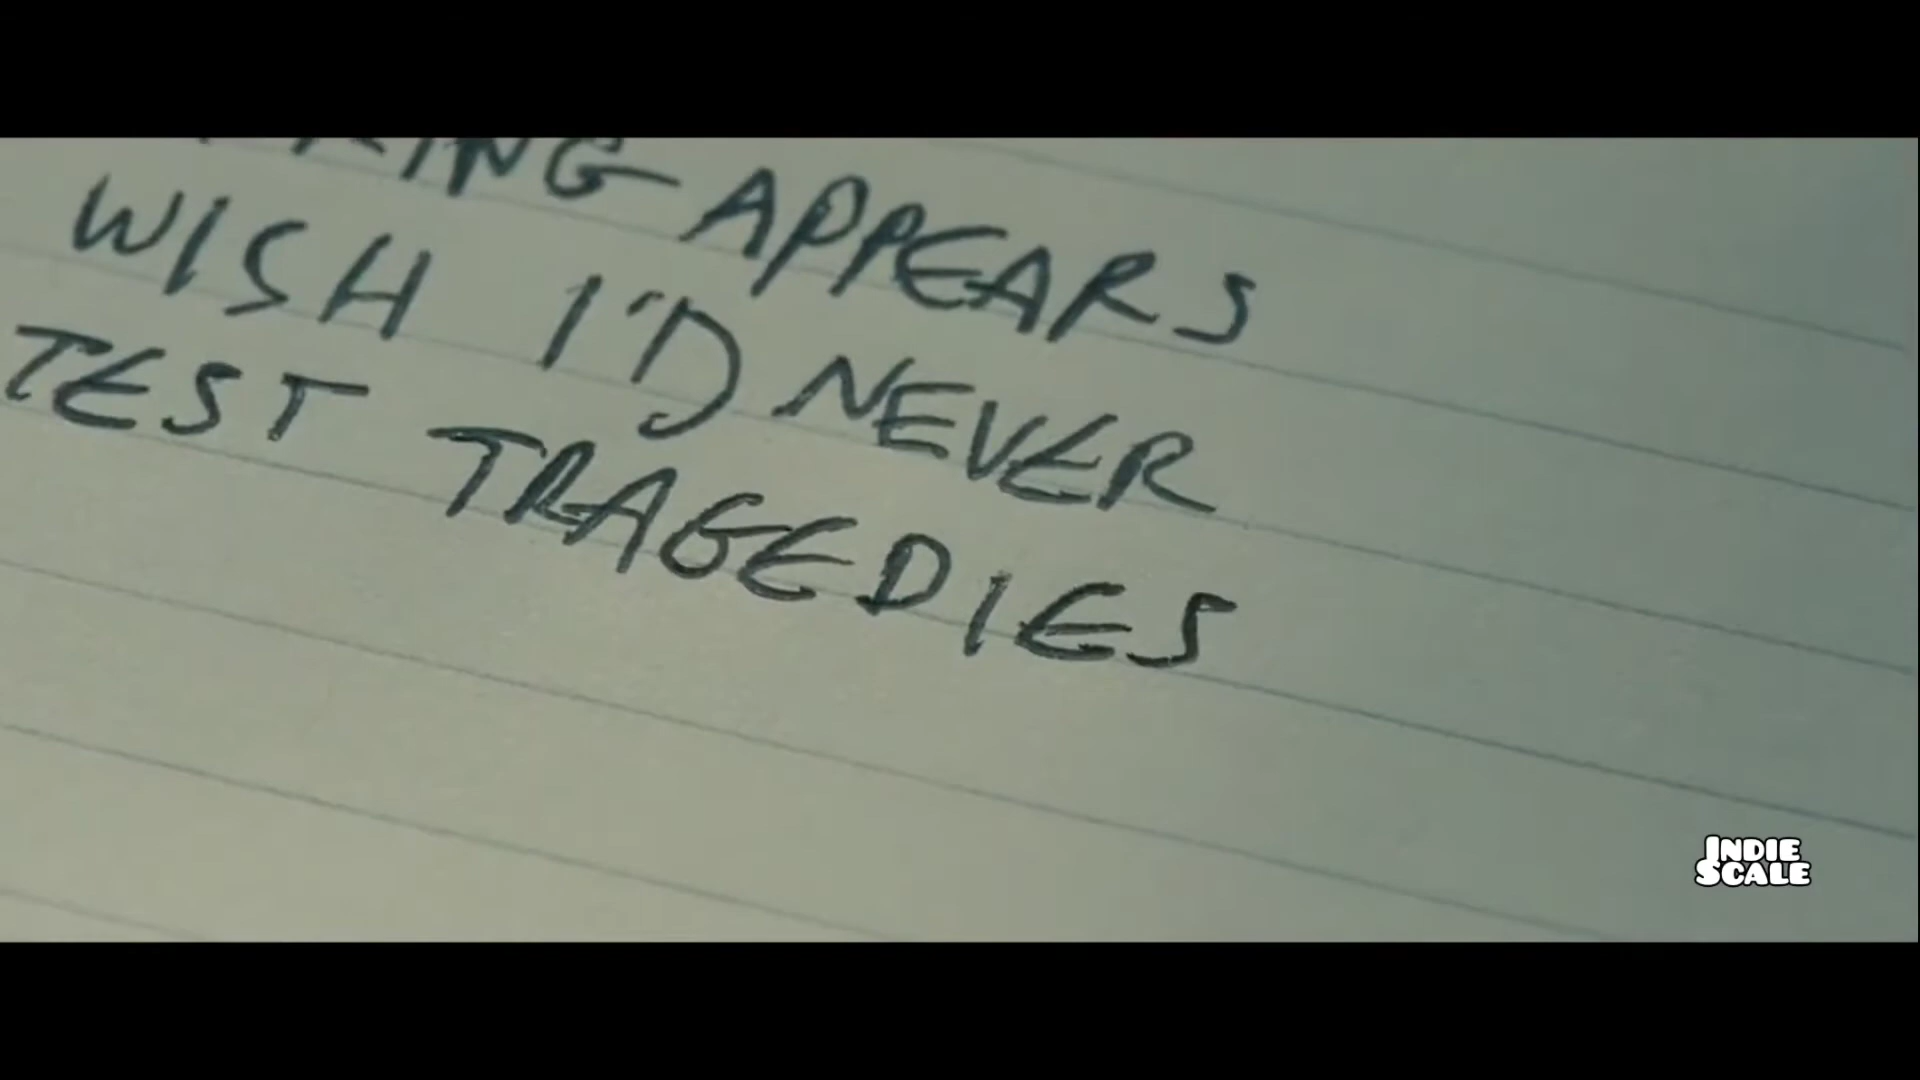 APPEARS
WISH I'D NEVER
TEST TRAGEDIES
INDIE
SCALE